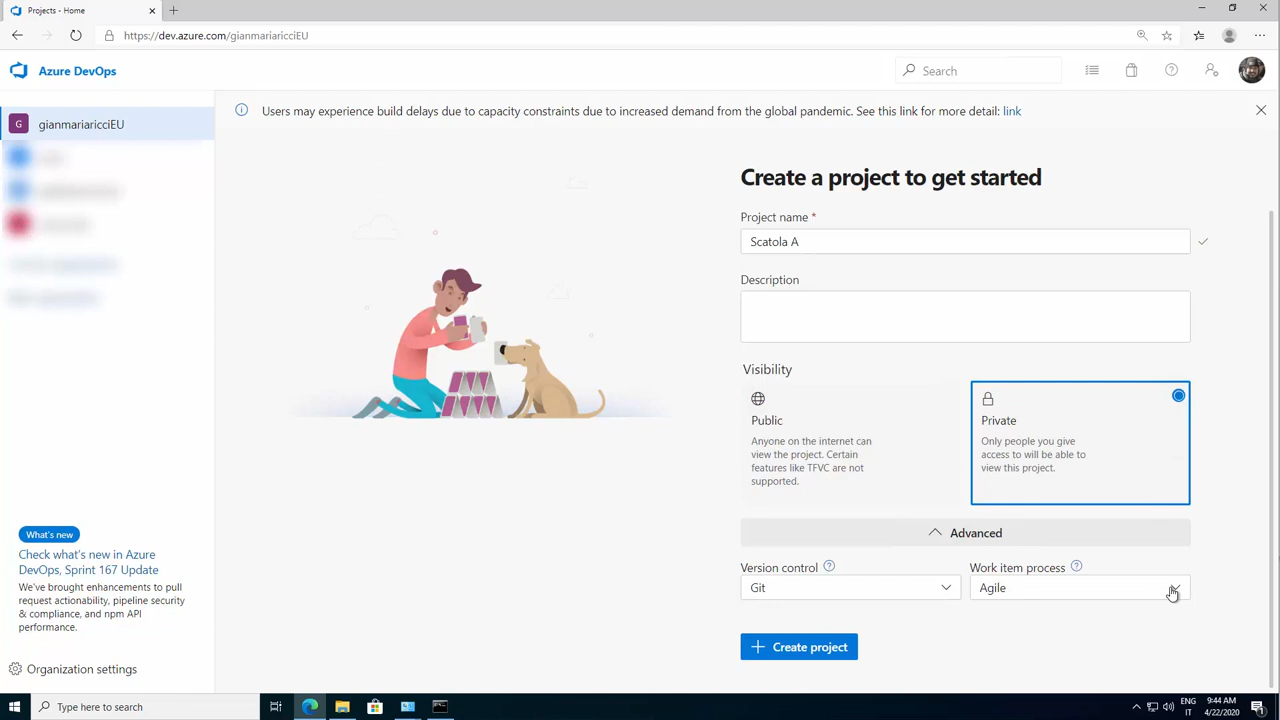 Projects - Home
https://dev.azure.com/gianmariaricciEU
Azure DevOps
Search
G
gianmariaricciEU
Users may experience build delays due to capacity constraints due to increased demand from the global pandemic. See this link for more detail: link
Create a project to get started
Project name *
Scatola A
Description
Visibility
Public
Anyone on the internet can
view the project. Certain
features like TFVC are not
supported.
Private
Only people you give
access to will be able to
view this project.
Advanced
Version control
Git
Work item process
Agile
Create project
What's new
Check what's new in Azure
DevOps, Sprint 167 Update
We've brought enhancements to pull
request actionability, pipeline security
& compliance, and npm API
performance.
Organization settings
Type here to search
ENG
IT
9:44 AM
4/22/2020
1